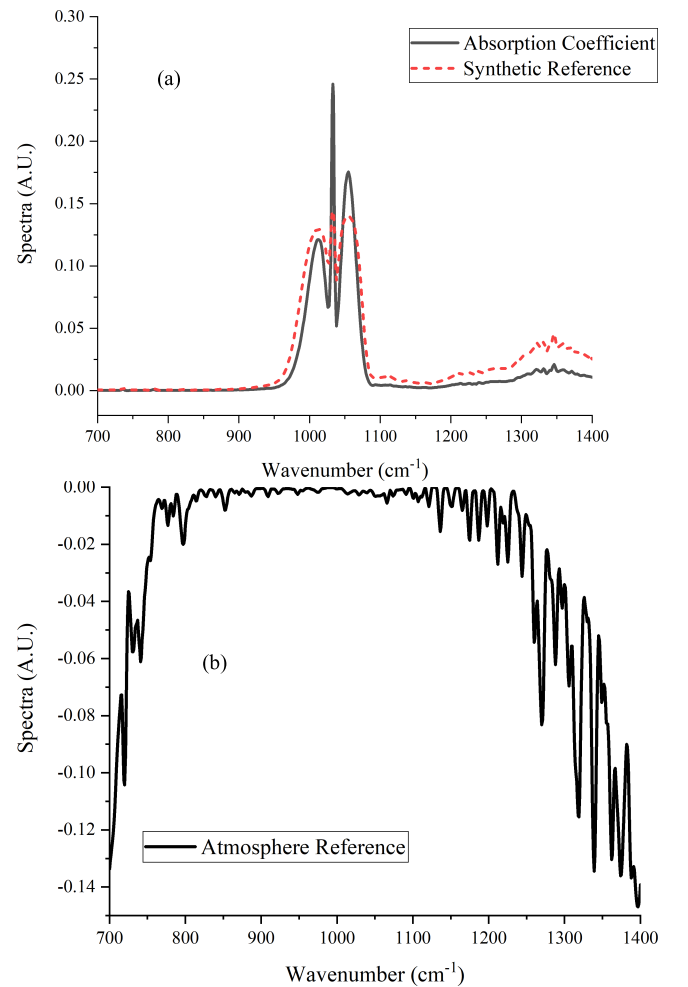 0.30
Absorption Coefficient
Synthetic Reference
(a)
0.25
0.20
0.15
0.10
0.05
0.00
Spectra (A.U.)
700 800 900 1000 1100 1200 1300 1400
Wavenumber (cm-1)
0.00
-0.02
-0.04
-0.06
-0.08
-0.10
-0.12
-0.14
Spectra (A.U.)
(b)
Atmosphere Reference
700 800 900 1000 1100 1200 1300 1400
Wavenumber (cm-1)